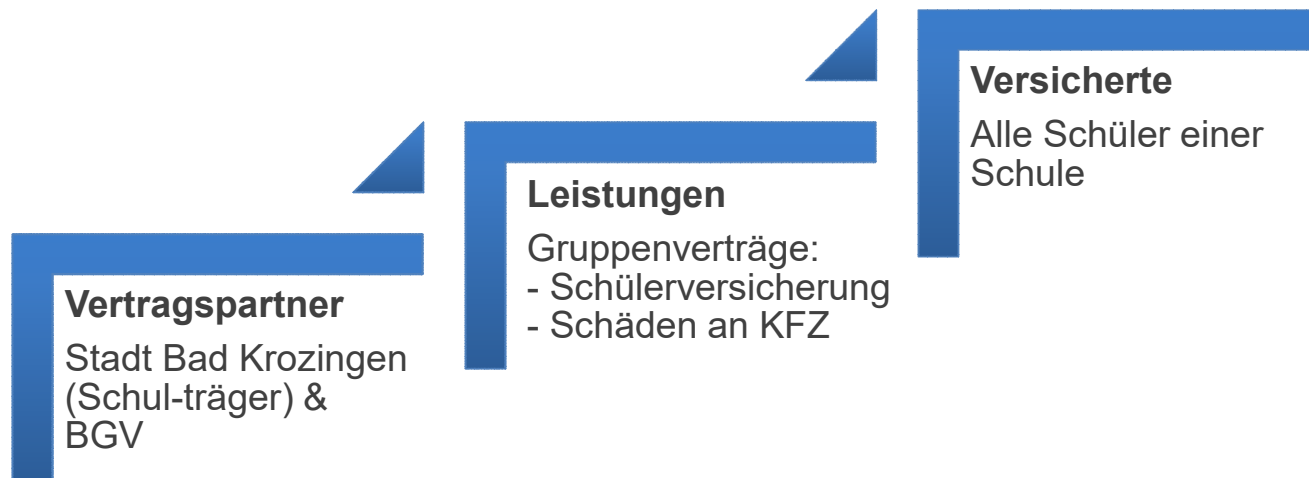 Vertragspartner
Stadt Bad Krozingen
(Schul-träger) &
BGV
Leistungen
Gruppenverträge:
- Schülerversicherung
- Schäden an KFZ
Versicherte
Alle Schüler einer
Schule